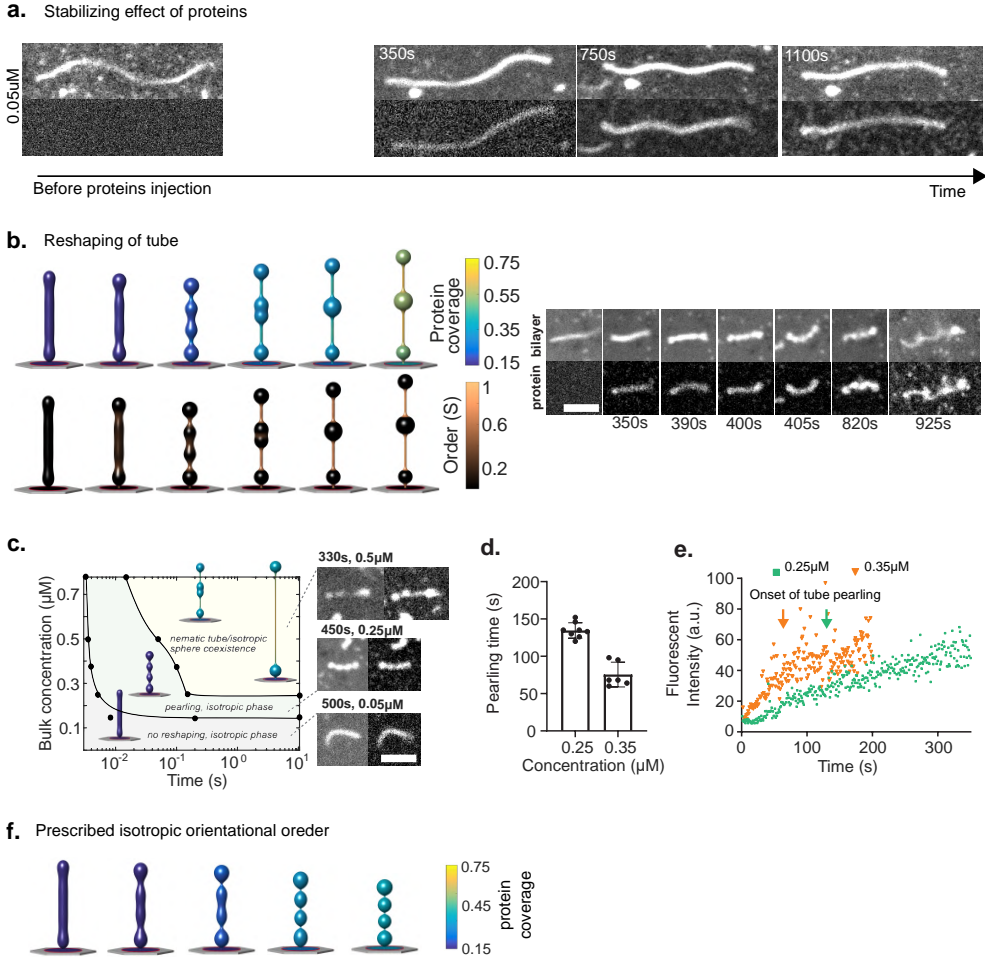 a. Stabilizing effect of proteins
0.05uM
350s
750s
1100s
Before proteins injection
Time
b. Reshaping of tube
Protein coverage
0.75
0.55
0.35
0.15
Order (S)
1
0.6
0.2
protein bilayer
350s 390s 400s 405s 820s 925s
c.
Bulk concentration (µM)
0.7
0.5
0.3
0.1
nematic tube/isotropic
sphere coexistence
pearling, isotropic phase
no reshaping, isotropic phase
10-2 10-1 100 101
Time (s)
330s, 0.5µM
450s, 0.25µM
500s, 0.05µM
d.
Pearling time (s)
200
150
100
50
0
0.25 0.35
Concentration (µM)
e.
0.25µM 0.35µM
Onset of tube pearling
Fluorescent
Intensity (a.u.)
100
80
60
40
20
0
0 100 200 300
Time (s)
f. Prescribed isotropic orientational oreder
0.75
0.45
0.15
protein
coverage